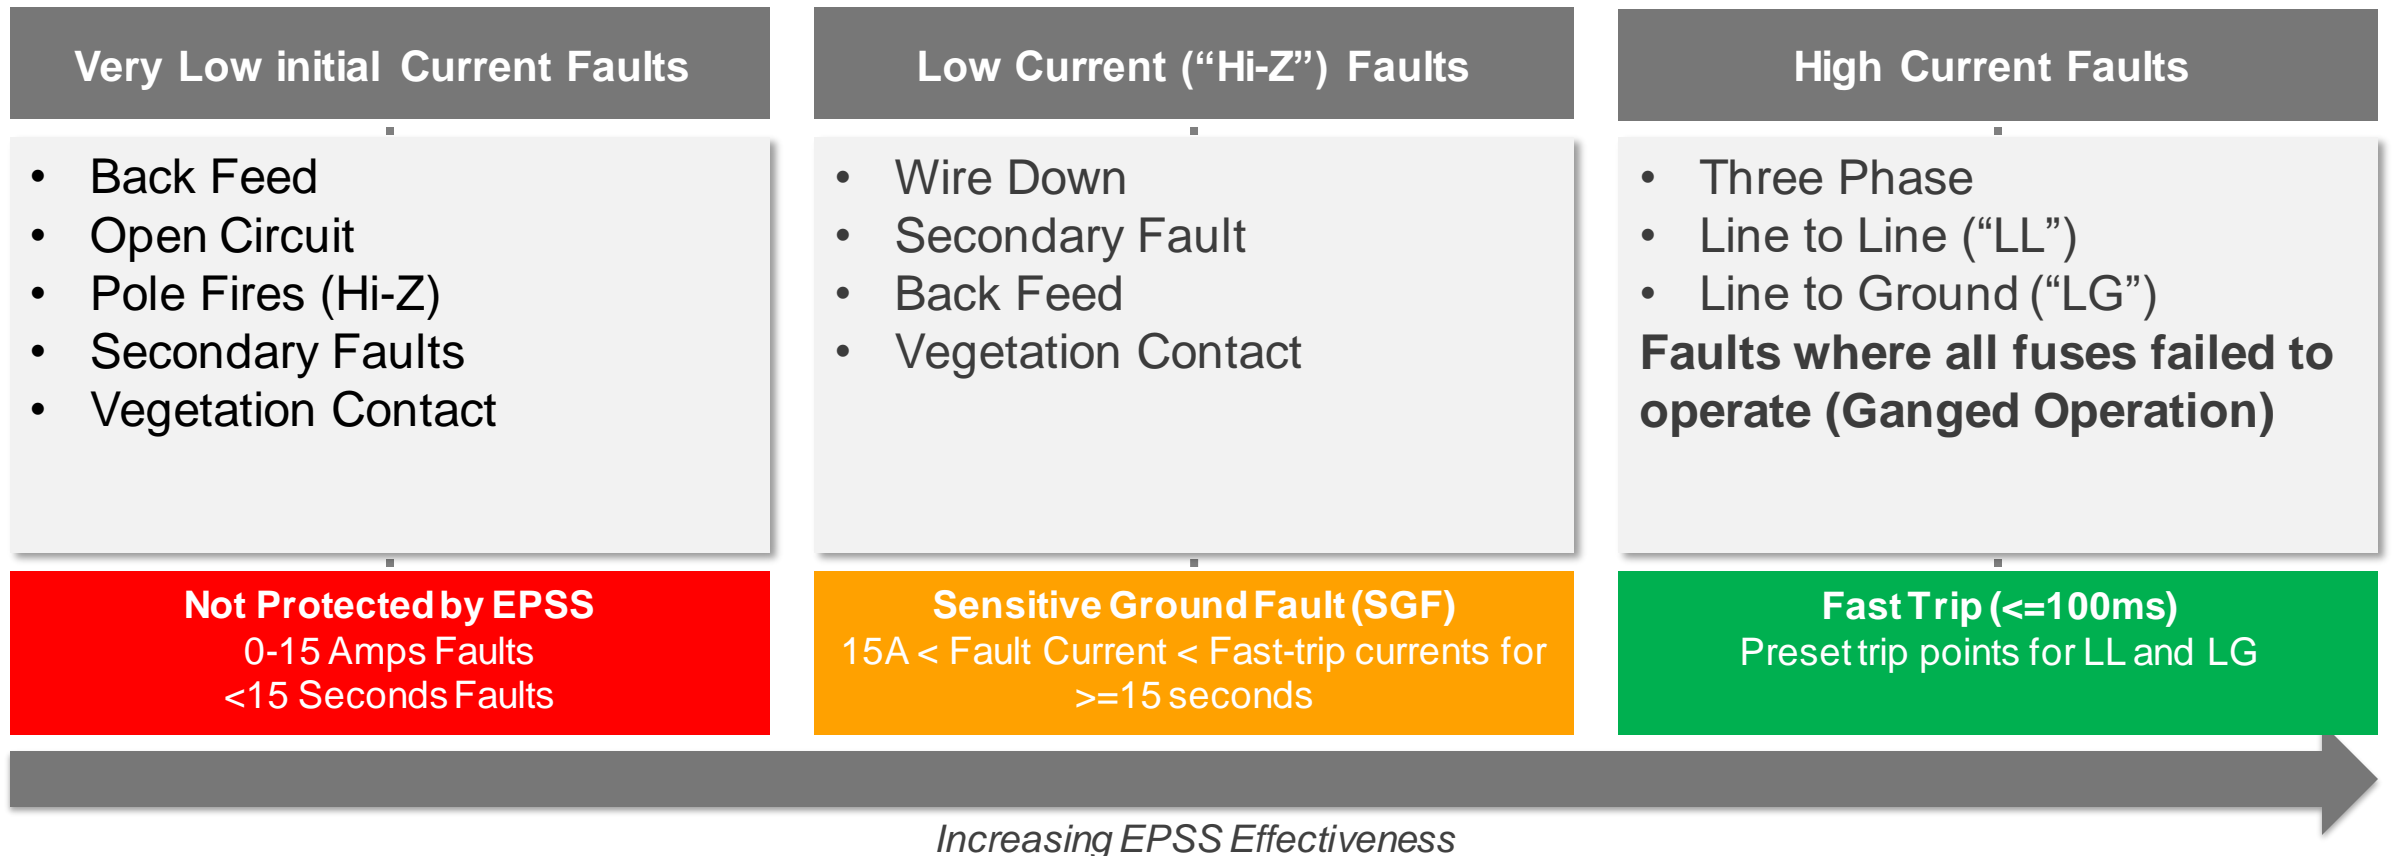 Very Low initial Current Faults
• Back Feed
• Open Circuit
• Pole Fires (Hi-Z)
• Secondary Faults
• Vegetation Contact
Not Protected by EPSS
0-15 Amps Faults
<15 Seconds Faults
Low Current (“Hi-Z”) Faults
• Wire Down
• Secondary Fault
• Back Feed
• Vegetation Contact
Sensitive Ground Fault (SGF)
15A < Fault Current < Fast-trip currents for
>=15 seconds
High Current Faults
• Three Phase
• Line to Line (“LL”)
• Line to Ground (“LG”)
Faults where all fuses failed to
operate (Ganged Operation)
Fast Trip (<=100ms)
Preset trip points for LL and LG
Increasing EPSS Effectiveness